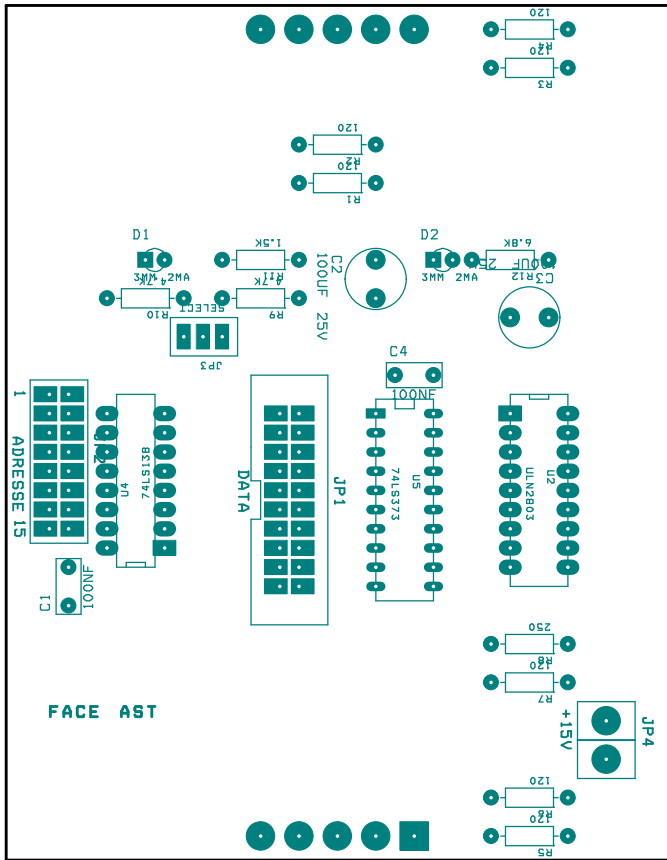 120
R4
120
R3
120
R2
120
R1
D1
3MM 2MA
1.5K
R11
C2
100UF 25V
D2
3MM 2MA
6.8K
R12
C3
100UF 25V
4.7K
R10
4.7K
R9
SELECT
JP3
C4
100NF
1
ADRESSE
15
U4
74LS138
DATA
JP1
74LS373
U5
ULN2803
U2
C1
100NF
250
R8
120
R7
FACE AST
+15V
JP4
120
R6
120
R5